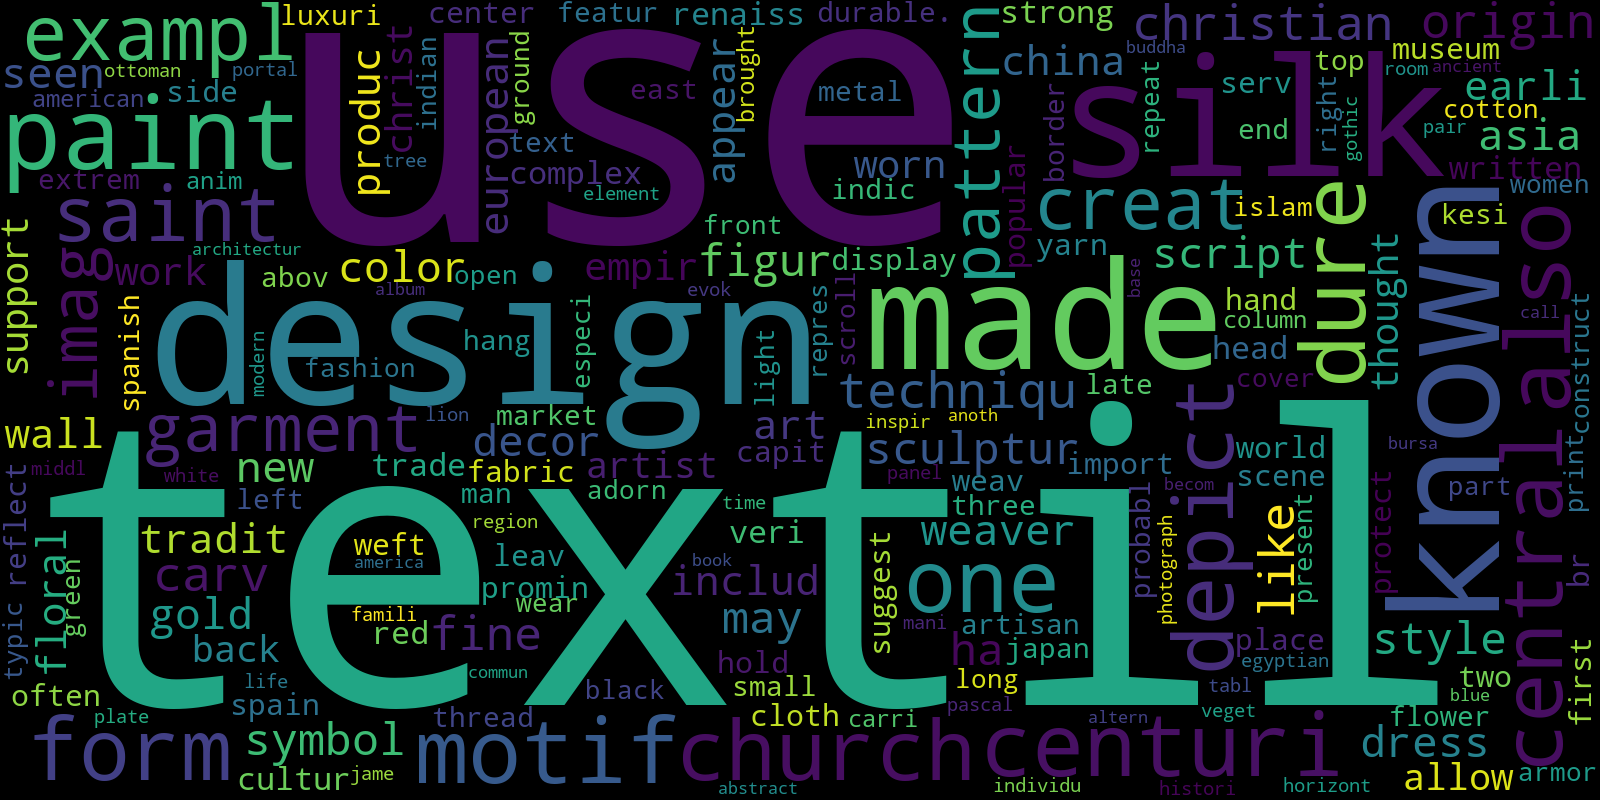 exampl
luxuri
use
center
featur
renaiss
durable.
pattern
strong
christian
origin
seen
ottoman
portal
american
side
paint
produc
christ
indian
european
ground
text
complex
tree
element
east
appear
brought
metal
worn
indic
china
buddha
silk
border
repeat
serv
end
top
right
gothic
museum
room
ancient
earli
cotton
pair
asia
written
women
extrem
anim
saint
architectur
front
popular
creat
yarn
islam
script
kesi
known
also
dure
thought
support
imag
work
abov
color
open
album
empir
figur
evok
display
scroll
made
base
hand
column
head
call
construct
spanish
design
modern
fashion
hang
especi
light
repres
techniqu
late
cover
central
wall
garment
lion
market
decor
art
capit
artist
inspir
anoth
sculptur
import
depict
world
scene
bursa
print
middl
white
new
trade
fabric
adorn
panel
weav
three
becom
part
typic
reflect
textil
left
man
region
time
veri
weaver
probabl
photograph
like
present
protect
br
floral
green
tradit
weft
america
leav
promin
book
includ
suggest
one
carv
gold
famili
red
wear
fine
may
mani
artisan
ha
japan
place
egyptian
style
back
commun
hold
long
two
first
often
life
spain
black
small
pascal
tabl
blue
plate
thread
cloth
carri
altern
veget
flower
form
symbol
motif
church
centuri
dress
cultur
jame
abstract
individu
histori
horizont
allow
armor